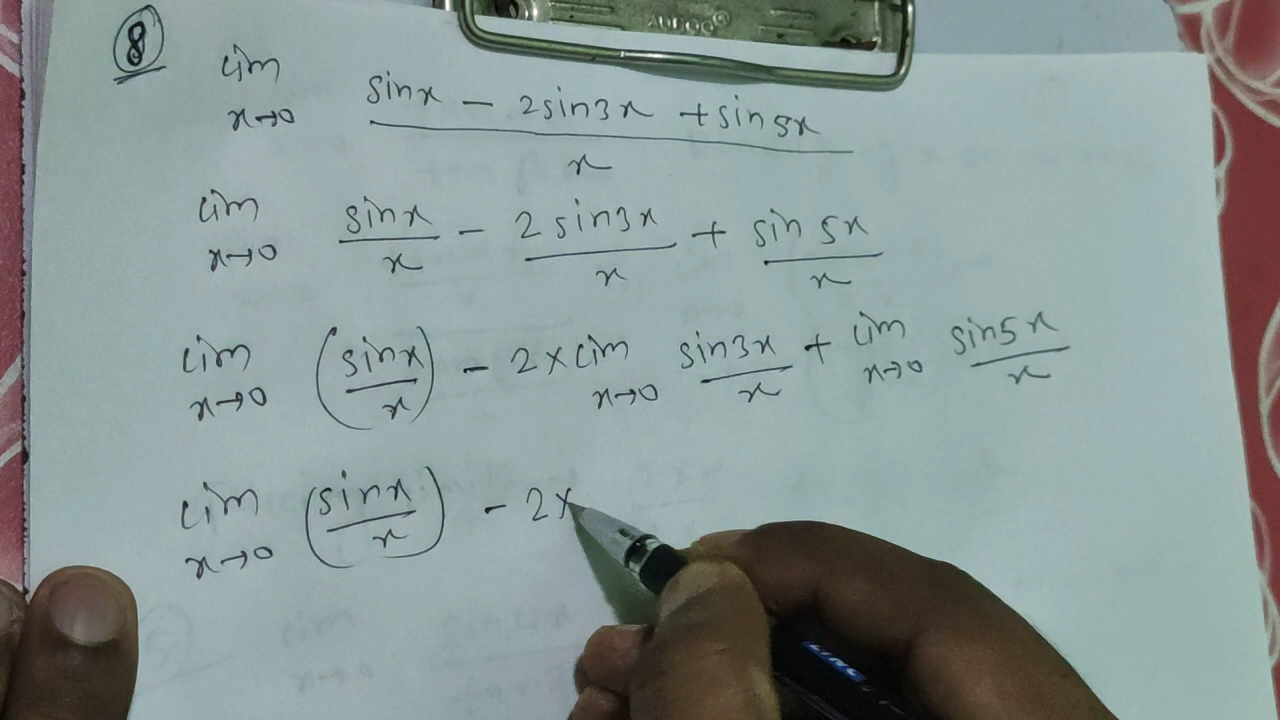 8
lim x→0 (sinx - 2sin3x + sin5x)/x
lim x→0 sinx/x - 2sin3x/x + sin5x/x
lim x→0 (sinx/x) - 2×lim x→0 sin3x/x + lim x→0 sin5x/x
lim x→0 (sinx/x) - 2×